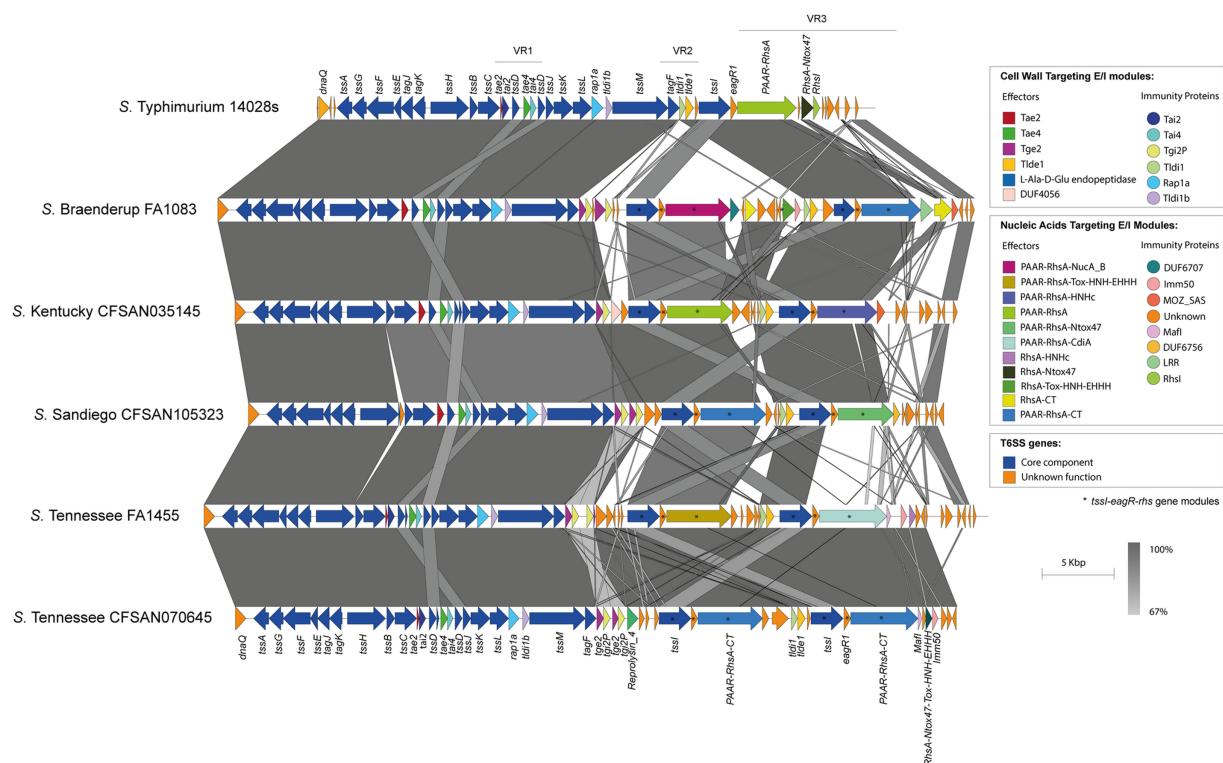 VR3
VR1
VR2
dnaQ
tssA
tssG
tssF
tssE
tagJ
tagK
tssH
tssB
tssC
tae2
tai2
tssD
tae4
tai4
tssD
tssJ
tssK
tssL
rap1a
tldi1b
tssM
tagF
tldi1
tlde1
tssI
eagR1
PAAR-RhsA
RhsA-Ntox47
RhsI
S. Typhimurium 14028s
S. Braenderup FA1083
S. Kentucky CFSAN035145
S. Sandiego CFSAN105323
S. Tennessee FA1455
S. Tennessee CFSAN070645
dnaQ
tssA
tssG
tssF
tssE
tagJ
tagK
tssH
tssB
tssC
tae2
tai2
tssD
tae4
tai4
tssD
tssJ
tssK
tssL
rap1a
tldi1b
tssM
tagF
tge2
tgi2P
tge2
tgi2P
Reprolysin_4
tssI
PAAR-RhsA-CT
tldi1
tlde1
tssI
eagR1
PAAR-RhsA-CT
MafI
RhsA-Ntox47-Tox-HNH-EHHH
Imm50
Cell Wall Targeting E/I modules:
Effectors
Tae2
Tae4
Tge2
Tlde1
L-Ala-D-Glu endopeptidase
DUF4056
Immunity Proteins
Tai2
Tai4
Tgi2P
Tldi1
Rap1a
Tldi1b
Nucleic Acids Targeting E/I Modules:
Effectors
PAAR-RhsA-NucA_B
PAAR-RhsA-Tox-HNH-EHHH
PAAR-RhsA-HNHc
PAAR-RhsA
PAAR-RhsA-Ntox47
PAAR-RhsA-CdiA
RhsA-HNHc
RhsA-Ntox47
RhsA-Tox-HNH-EHHH
RhsA-CT
PAAR-RhsA-CT
Immunity Proteins
DUF6707
Imm50
MOZ_SAS
Unknown
MafI
DUF6756
LRR
RhsI
T6SS genes:
Core component
Unknown function
* tssI-eagR-rhs gene modules
5 Kbp
100%
67%